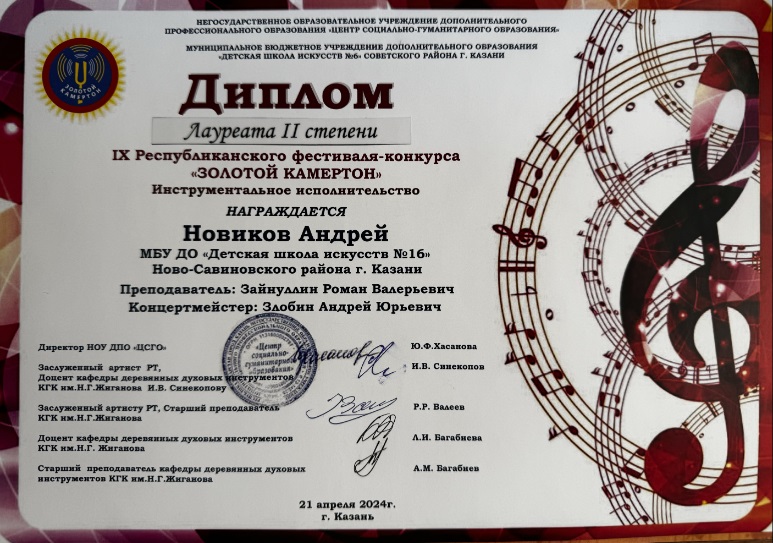 НЕГОСУДАРСТВЕННОЕ ОБРАЗОВАТЕЛЬНОЕ УЧРЕЖДЕНИЕ ДОПОЛНИТЕЛЬНОГО
ПРОФЕССИОНАЛЬНОГО ОБРАЗОВАНИЯ «ЦЕНТР СОЦИАЛЬНО-ГУМАНИТАРНОГО ОБРАЗОВАНИЯ»
МУНИЦИПАЛЬНОЕ БЮДЖЕТНОЕ УЧРЕЖДЕНИЕ ДОПОЛНИТЕЛЬНОГО ОБРАЗОВАНИЯ
«ДЕТСКАЯ ШКОЛА ИСКУССТВ №6» СОВЕТСКОГО РАЙОНА Г. КАЗАНИ
ЗОЛОТОЙ
КАМЕРТОН
Диплом
Лауреата II степени
IX Республиканского фестиваля-конкурса
«ЗОЛОТОЙ КАМЕРТОН»
Инструментальное исполнительство
НАГРАЖДАЕТСЯ
Новиков Андрей
МБУ ДО «Детская школа искусств №16»
Ново-Савиновского района г. Казани
Преподаватель: Зайнуллин Роман Валерьевич
Концертмейстер: Злобин Андрей Юрьевич
Директор НОУ ДПО «ЦСГО» Ю.Ф.Хасанова
«Центр
социально-
гуманитарного
образования»
Заслуженный артист РТ, И.В. Синекопов
Доцент кафедры деревянных духовых инструментов
КГК им.Н.Г.Жиганова И.В. Синекопову
Заслуженный артисту РТ, Старший преподаватель Р.Р. Валеев
КГК им.Н.Г.Жиганова
Доцент кафедры деревянных духовых инструментов Л.И. Багабиева
КГК им.Н.Г. Жиганова
Старший преподаватель кафедры деревянных духовых А.М. Багабиев
инструментов КГК им.Н.Г.Жиганова
21 апреля 2024г.
г. Казань